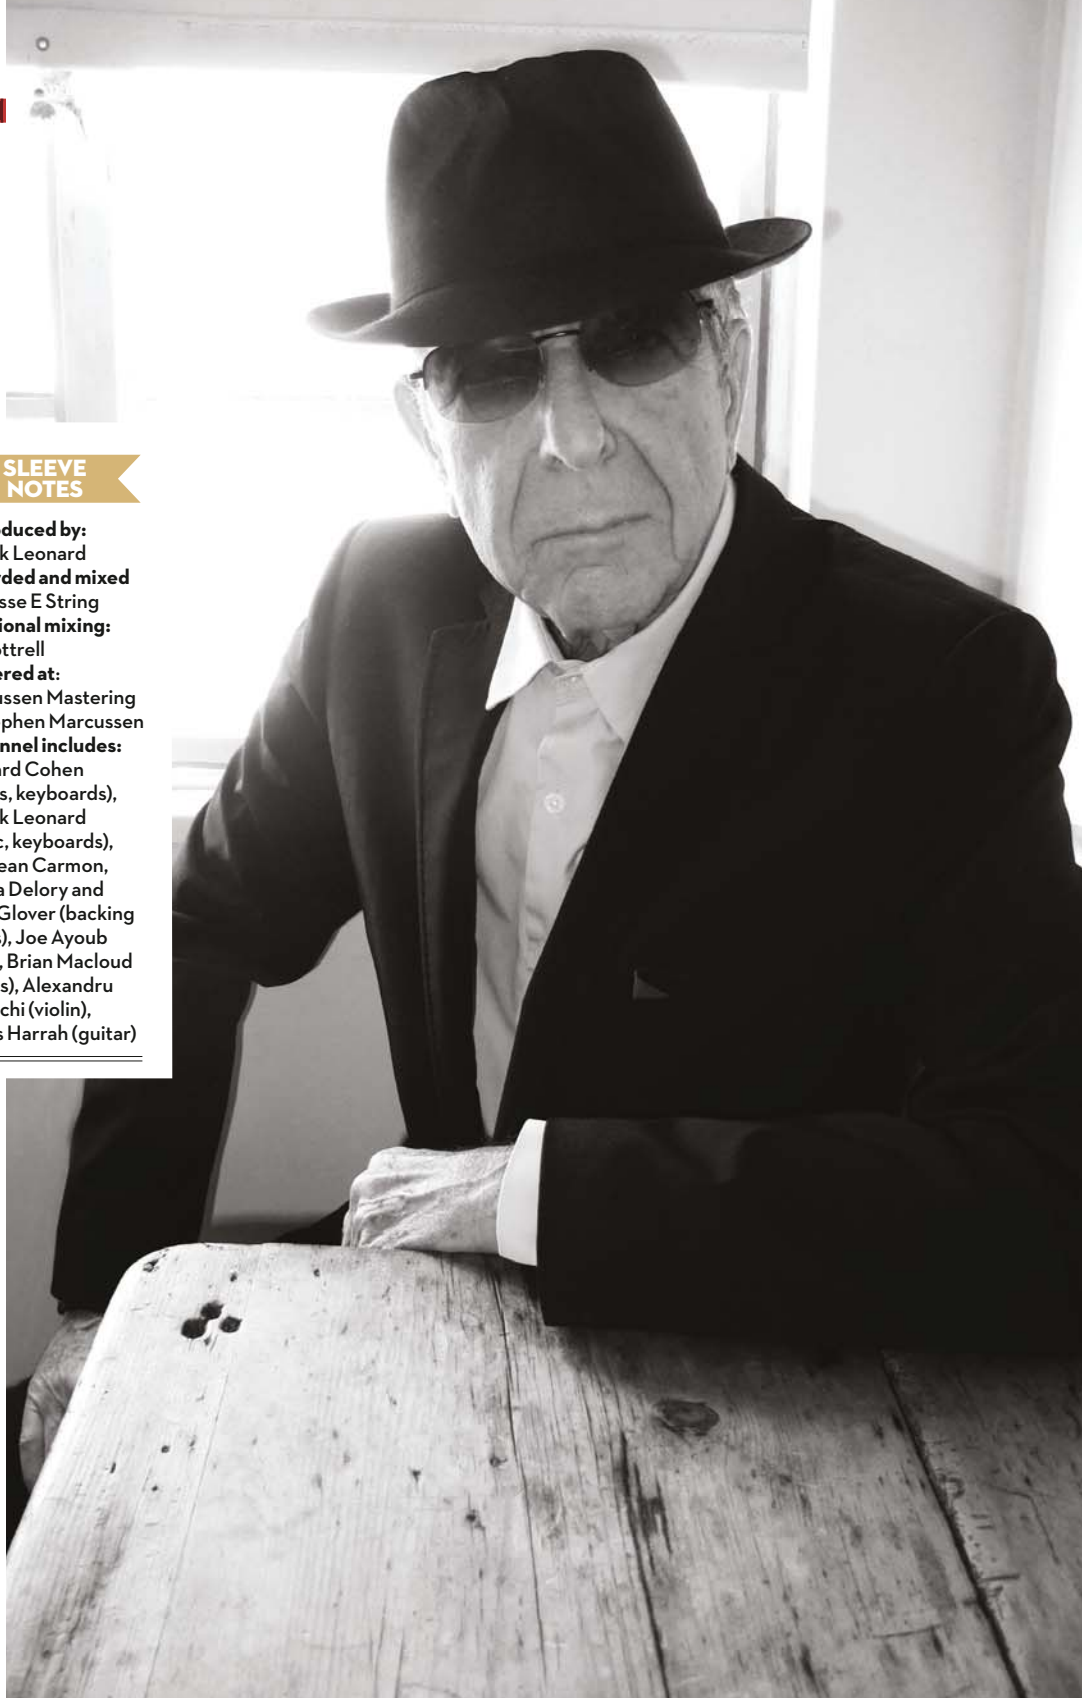 SLEEVE
NOTES
duced by:
k Leonard
ded and mixed
sse E String
ional mixing:
ttrell
ered at:
ussen Mastering
phen Marcussen
nnel includes:
rd Cohen
s, keyboards),
k Leonard
c, keyboards),
ean Carmon,
a Delory and
Glover (backing
s), Joe Ayoub
, Brian Macloud
s), Alexandru
chi (violin),
s Harrah (guitar)